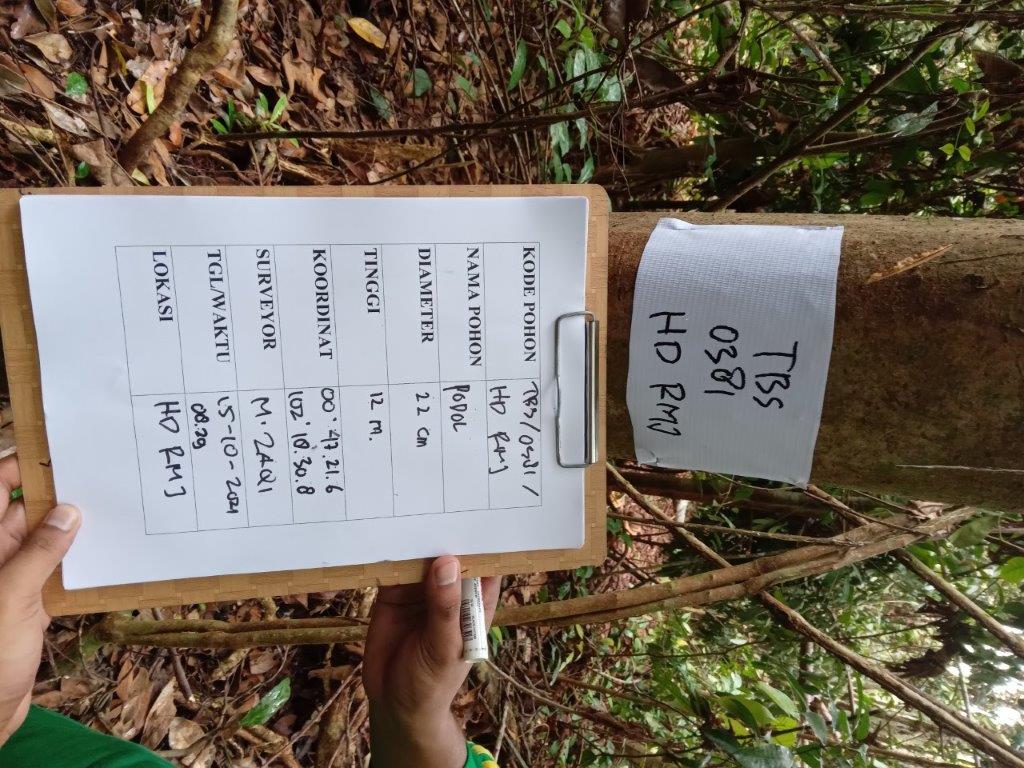 TBS
0381
HD RMJ
KODE POHON TBS/0381/
HD RMJ
NAMA POHON PODOL
DIAMETER 22 cm
TINGGI 12 M.
KOORDINAT 00°47.21.6
102°18.30.8
SURVEYOR M. ZAQI
TGL/WAKTU 15-10-2021
08.29
LOKASI HD RMJ